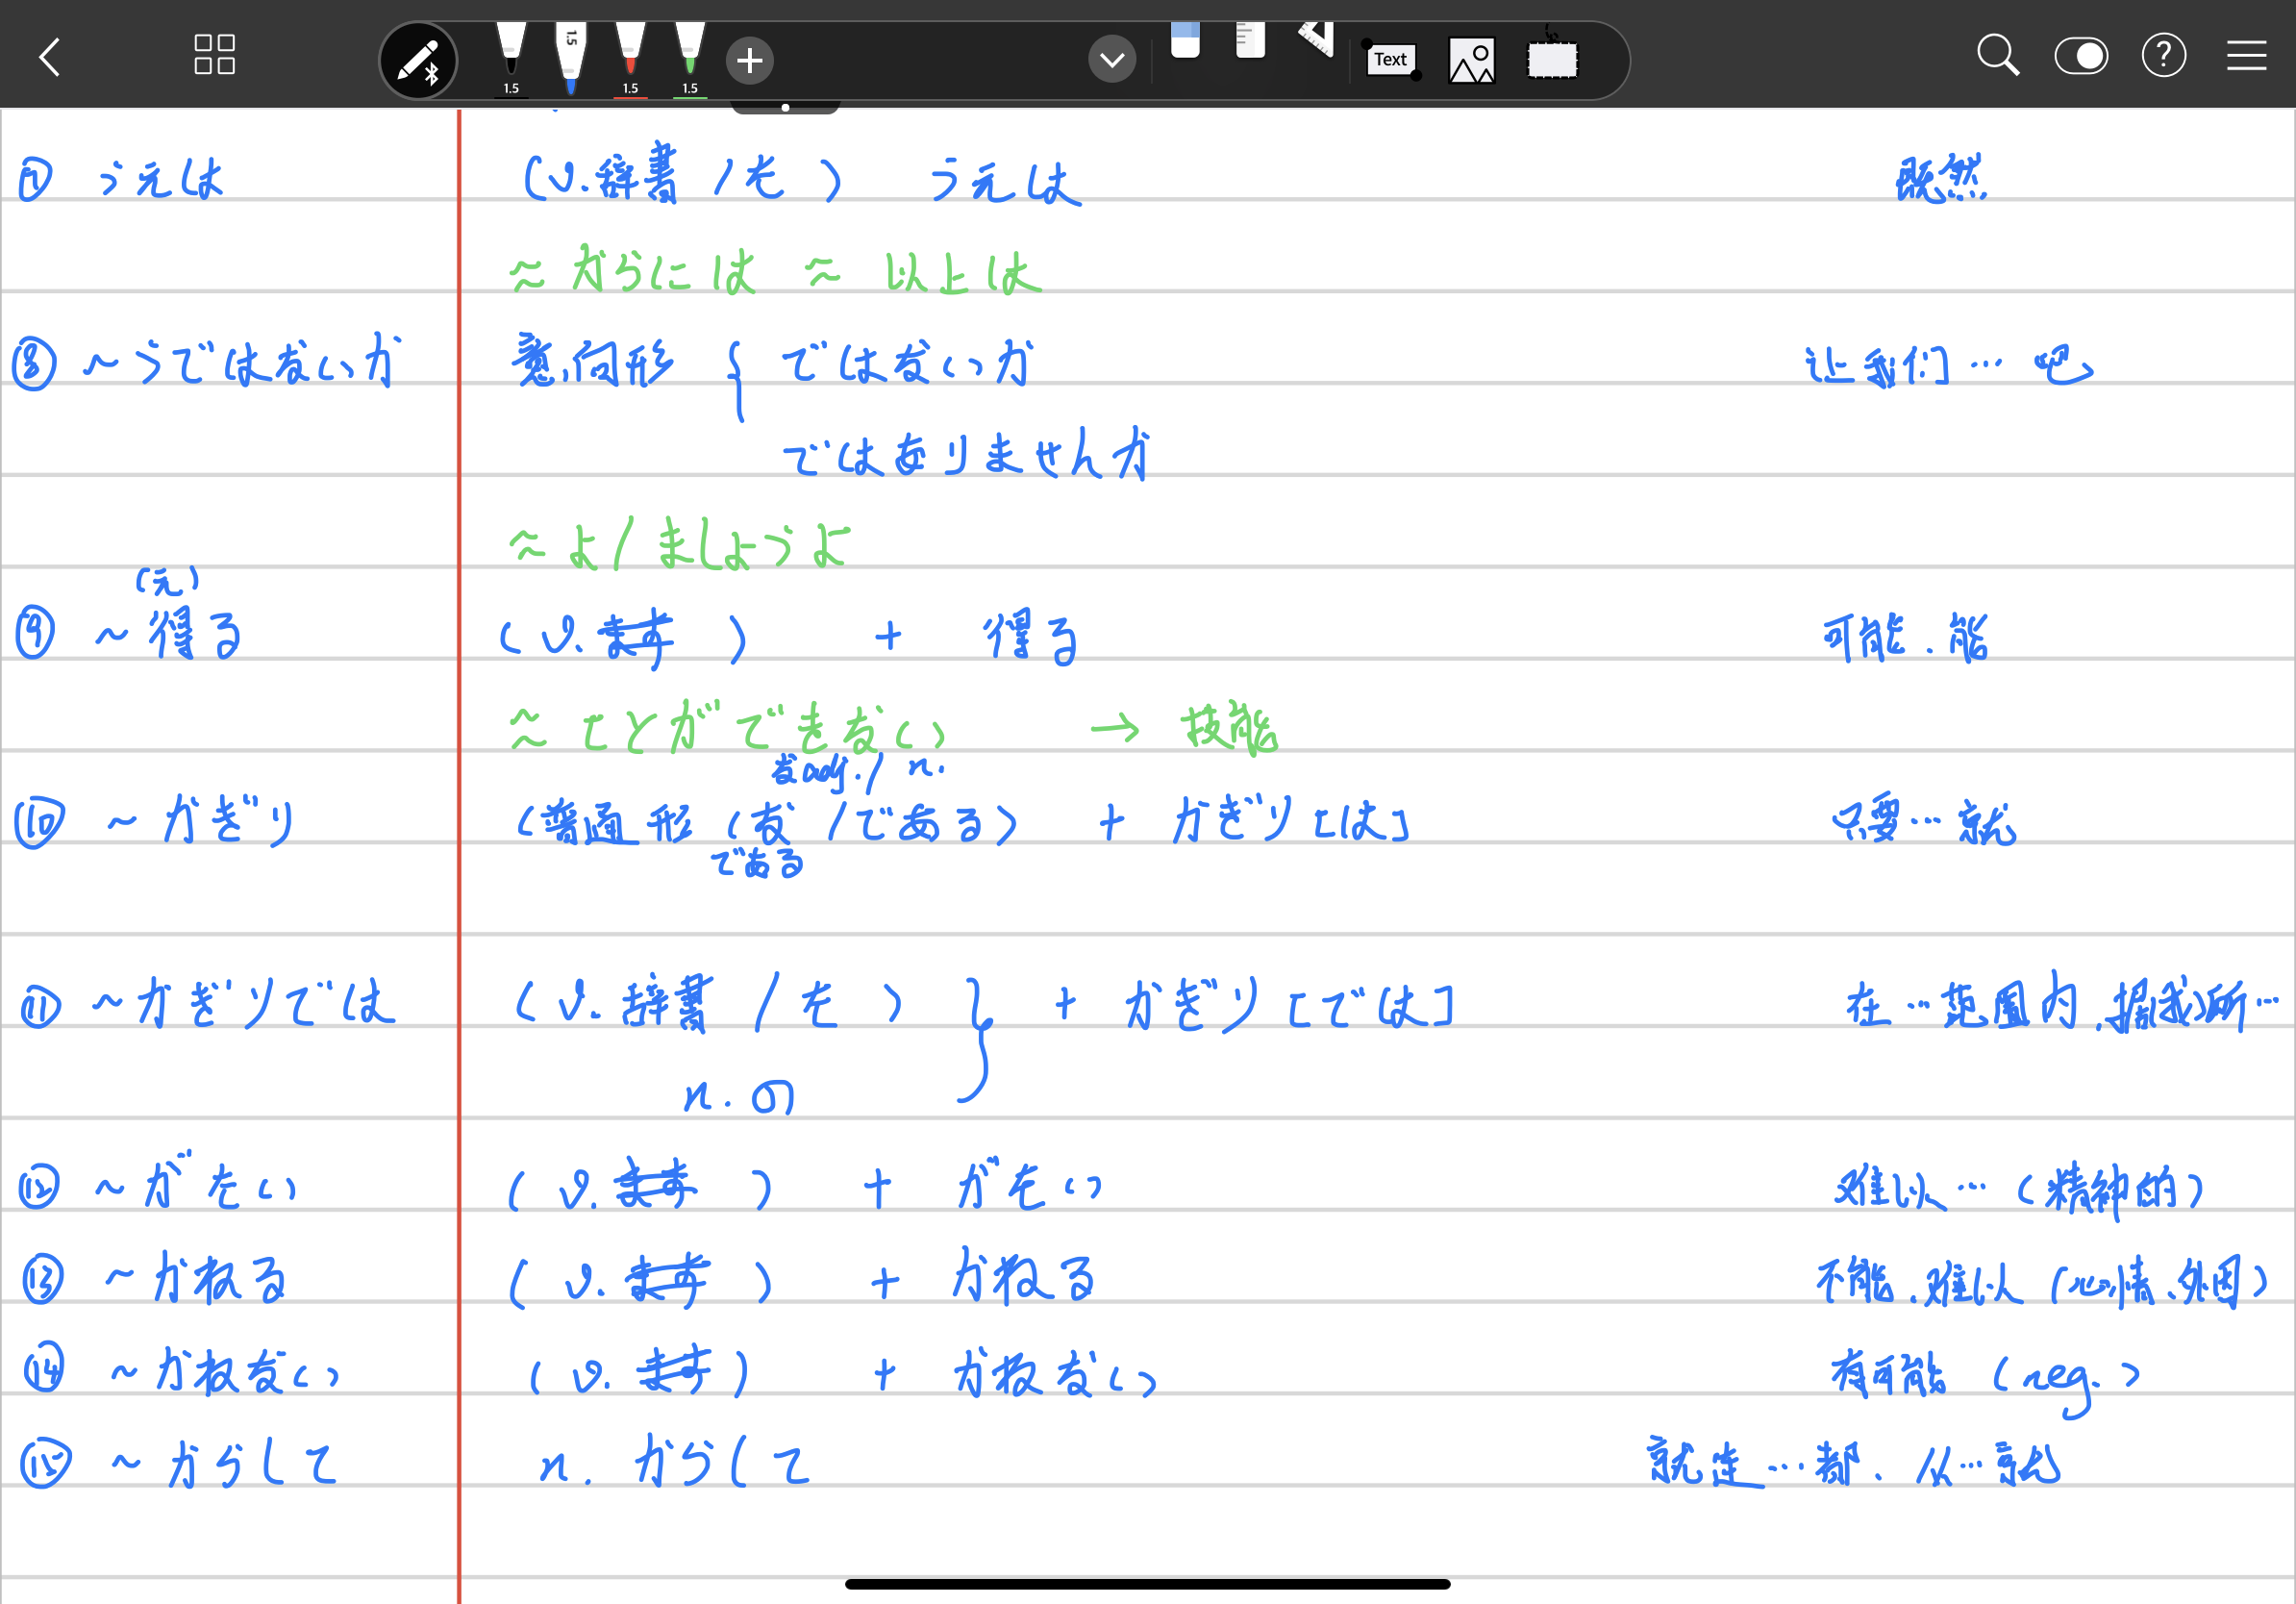 1.5 1.5 1.5 1.5 Text
⑦ うえは (v.辞書/た) うえは 既然
≈ からには ≈ 以上は
⑧ ~うではないか 意向形 ではないか 让我们…吧
ではありませんか
≈ よ/ましょうよ
(え)
⑨ ~得る (v.ます) + 得る 可能.能
≈ ことができない → 都能
きn./n.
⑩ ~かぎり (普通形 (な/である) + かぎり [は] 只要…就
である
⑪ ~かぎりでは (v.辞書/た) + かぎり [では] 在…范围内.据我所…
n.の
⑫ ~がたい (v.ます) + がたい 难以…(精神的)
⑬ ~かねる (v.ます) + かねる 不能.难以 (心情.)
⑭ ~かねない (v.ます) + かねない 有可能 (neg.)
⑮ ~からして n. からして 就连…都.从…来看